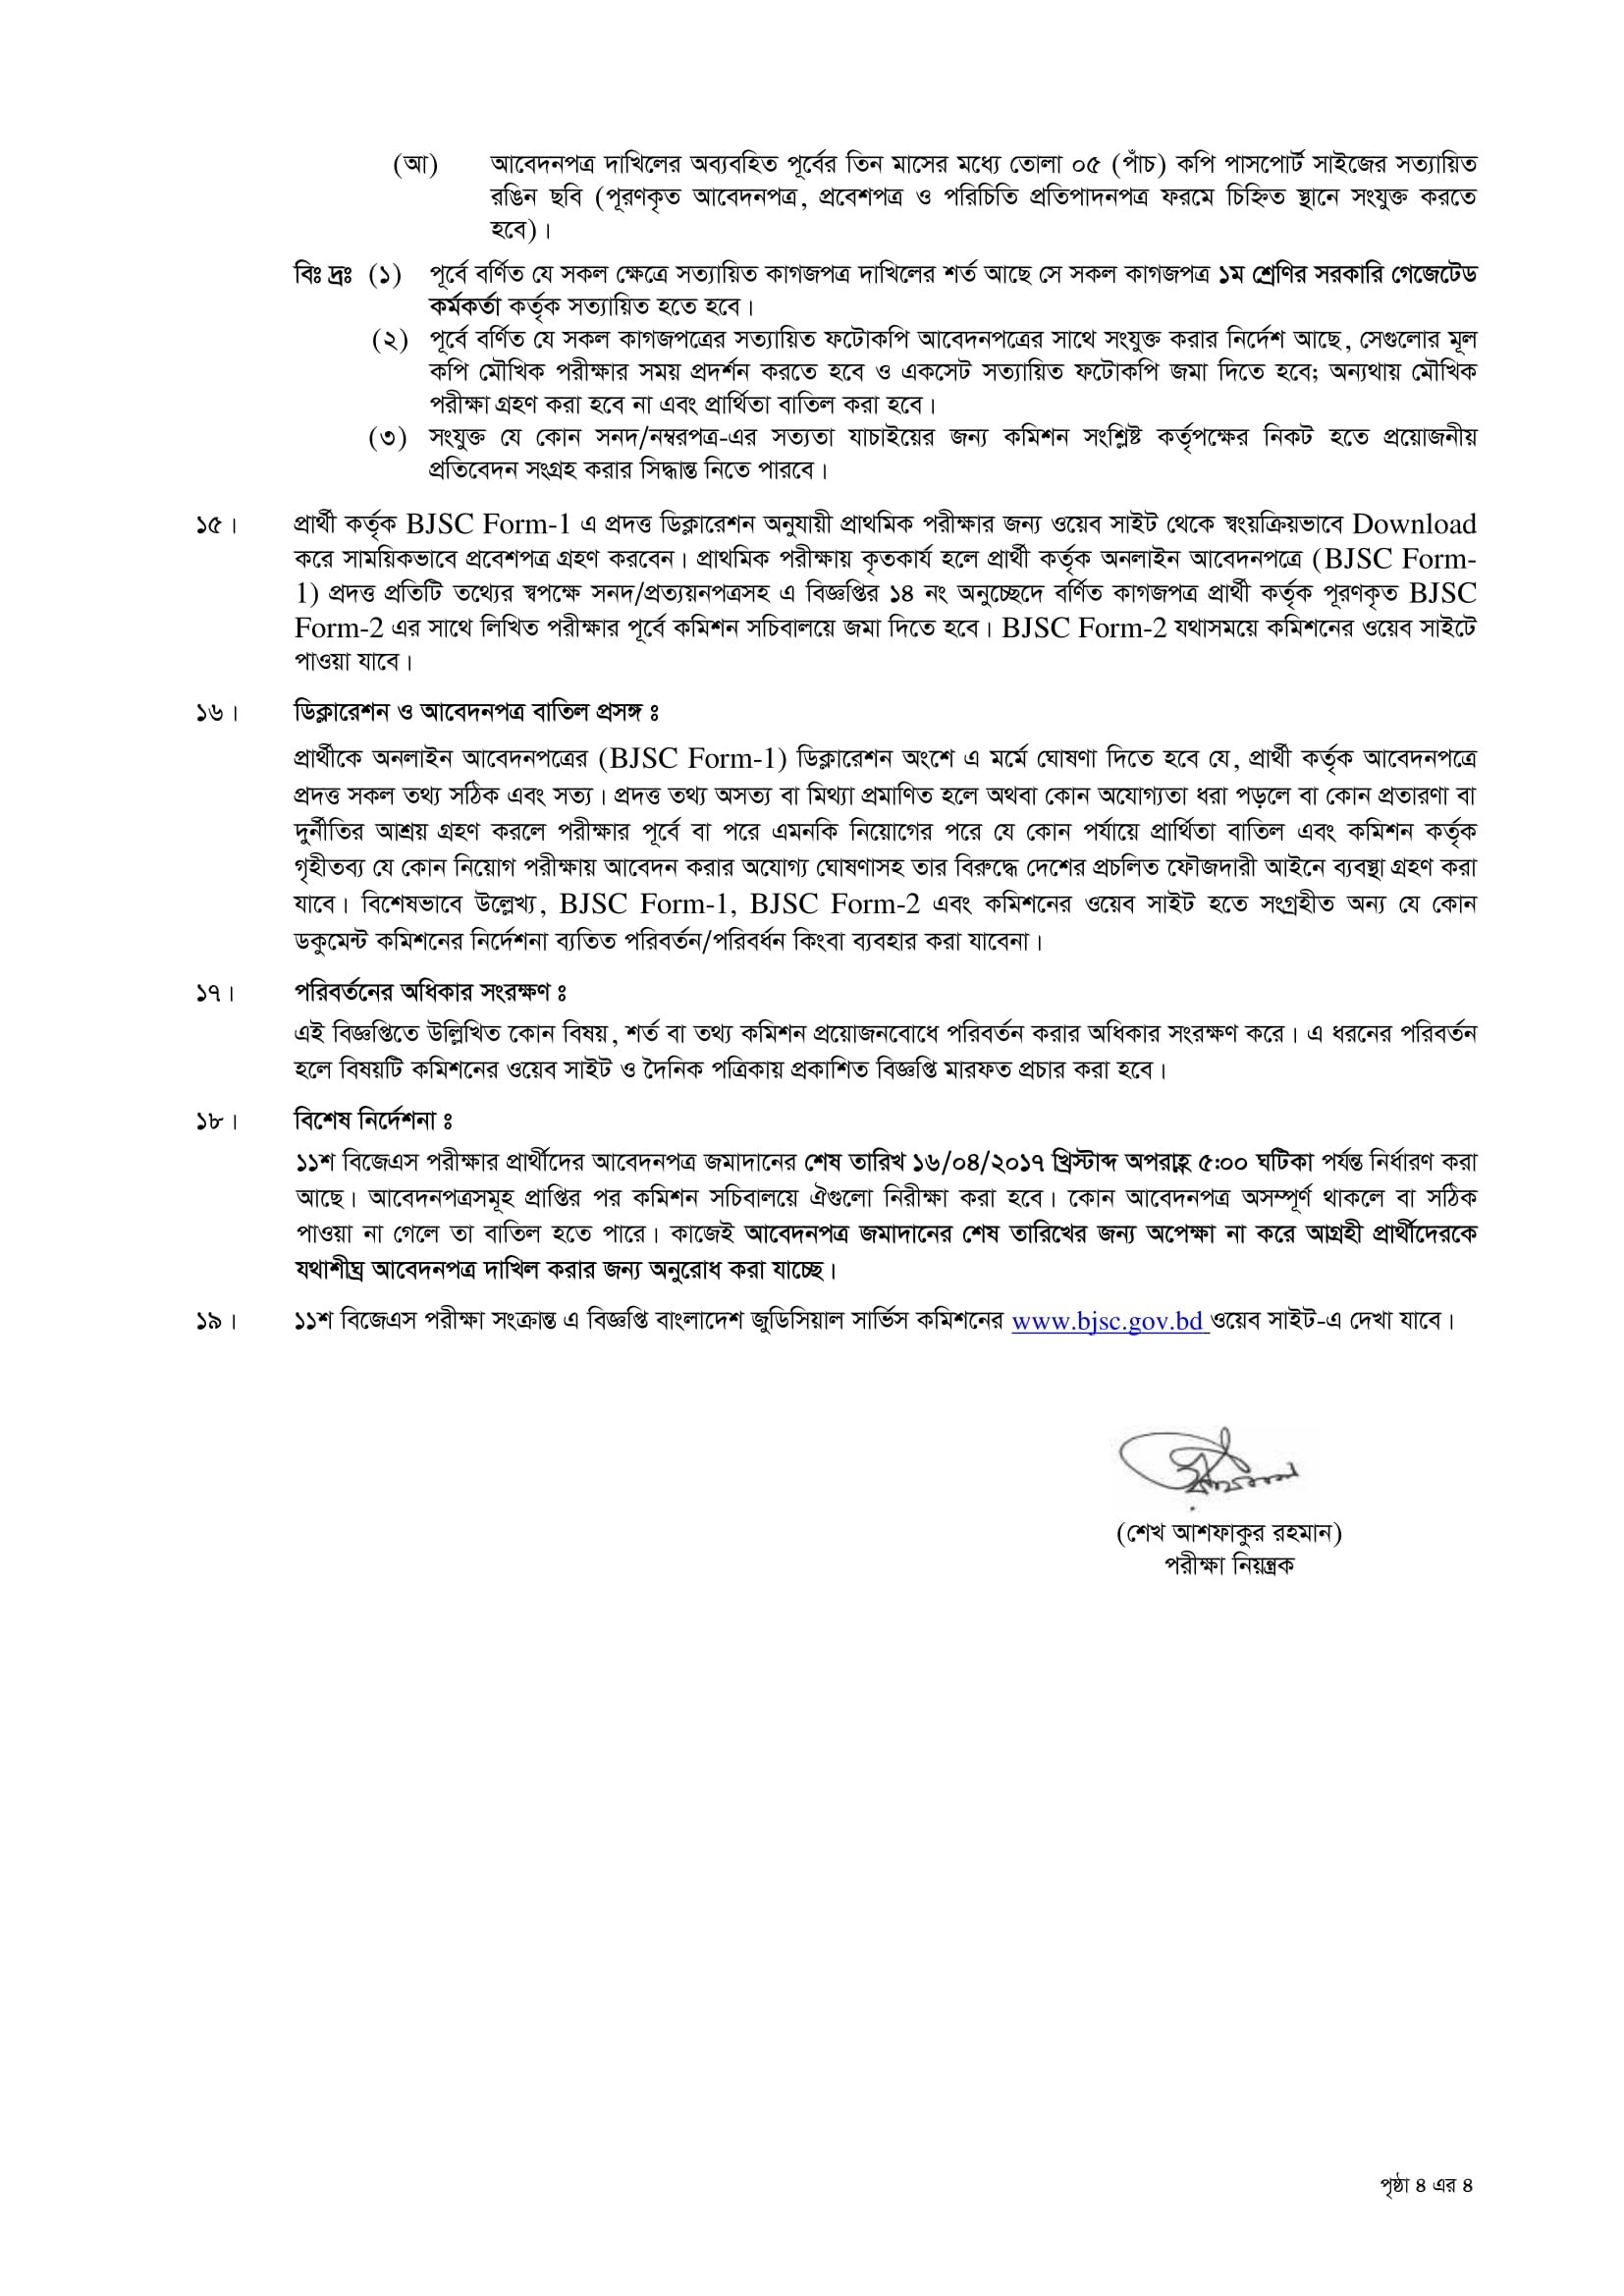 (আ) আবেদনপত্র দাখিলের অব্যবহিত পূর্বের তিন মাসের মধ্যে তোলা ০৫ (পাঁচ) কপি পাসপোর্ট সাইজের সত্যায়িত
রঙিন ছবি (পূরণকৃত আবেদনপত্র, প্রবেশপত্র ও পরিচিতি প্রতিপাদনপত্র ফরমে চিহ্নিত স্থানে সংযুক্ত করতে
হবে)।
বিঃ দ্রঃ (১) পূর্বে বর্ণিত যে সকল ক্ষেত্রে সত্যায়িত কাগজপত্র দাখিলের শর্ত আছে সে সকল কাগজপত্র ১ম শ্রেণির সরকারি গেজেটেড
কর্মকর্তা কর্তৃক সত্যায়িত হতে হবে।
(২) পূর্বে বর্ণিত যে সকল কাগজপত্রের সত্যায়িত ফটোকপি আবেদনপত্রের সাথে সংযুক্ত করার নির্দেশ আছে, সেগুলোর মূল
কপি মৌখিক পরীক্ষার সময় প্রদর্শন করতে হবে ও একসেট সত্যায়িত ফটোকপি জমা দিতে হবে; অন্যথায় মৌখিক
পরীক্ষা গ্রহণ করা হবে না এবং প্রার্থিতা বাতিল করা হবে।
(৩) সংযুক্ত যে কোন সনদ/নম্বরপত্র-এর সত্যতা যাচাইয়ের জন্য কমিশন সংশ্লিষ্ট কর্তৃপক্ষের নিকট হতে প্রয়োজনীয়
প্রতিবেদন সংগ্রহ করার সিদ্ধান্ত নিতে পারবে।
১৫। প্রার্থী কর্তৃক BJSC Form-1 এ প্রদত্ত ডিক্লারেশন অনুযায়ী প্রাথমিক পরীক্ষার জন্য ওয়েব সাইট থেকে স্বংয়ক্রিয়ভাবে Download
করে সাময়িকভাবে প্রবেশপত্র গ্রহণ করবেন। প্রাথমিক পরীক্ষায় কৃতকার্য হলে প্রার্থী কর্তৃক অনলাইন আবেদনপত্রে (BJSC Form-
1) প্রদত্ত প্রতিটি তথ্যের স্বপক্ষে সনদ/প্রত্যয়নপত্রসহ এ বিজ্ঞপ্তির ১৪ নং অনুচ্ছেদে বর্ণিত কাগজপত্র প্রার্থী কর্তৃক পূরণকৃত BJSC
Form-2 এর সাথে লিখিত পরীক্ষার পূর্বে কমিশন সচিবালয়ে জমা দিতে হবে। BJSC Form-2 যথাসময়ে কমিশনের ওয়েব সাইটে
পাওয়া যাবে।
১৬। ডিক্লারেশন ও আবেদনপত্র বাতিল প্রসঙ্গ ঃ
প্রার্থীকে অনলাইন আবেদনপত্রের (BJSC Form-1) ডিক্লারেশন অংশে এ মর্মে ঘোষণা দিতে হবে যে, প্রার্থী কর্তৃক আবেদনপত্রে
প্রদত্ত সকল তথ্য সঠিক এবং সত্য। প্রদত্ত তথ্য অসত্য বা মিথ্যা প্রমাণিত হলে অথবা কোন অযোগ্যতা ধরা পড়লে বা কোন প্রতারণা বা
দুর্নীতির আশ্রয় গ্রহণ করলে পরীক্ষার পূর্বে বা পরে এমনকি নিয়োগের পরে যে কোন পর্যায়ে প্রার্থিতা বাতিল এবং কমিশন কর্তৃক
গৃহীতব্য যে কোন নিয়োগ পরীক্ষায় আবেদন করার অযোগ্য ঘোষণাসহ তার বিরুদ্ধে দেশের প্রচলিত ফৌজদারী আইনে ব্যবস্থা গ্রহণ করা
যাবে। বিশেষভাবে উল্লেখ্য, BJSC Form-1, BJSC Form-2 এবং কমিশনের ওয়েব সাইট হতে সংগ্রহীত অন্য যে কোন
ডকুমেন্ট কমিশনের নির্দেশনা ব্যতিত পরিবর্তন/পরিবর্ধন কিংবা ব্যবহার করা যাবেনা।
১৭। পরিবর্তনের অধিকার সংরক্ষণ ঃ
এই বিজ্ঞপ্তিতে উল্লিখিত কোন বিষয়, শর্ত বা তথ্য কমিশন প্রয়োজনবোধে পরিবর্তন করার অধিকার সংরক্ষণ করে। এ ধরনের পরিবর্তন
হলে বিষয়টি কমিশনের ওয়েব সাইট ও দৈনিক পত্রিকায় প্রকাশিত বিজ্ঞপ্তি মারফত প্রচার করা হবে।
১৮। বিশেষ নির্দেশনা ঃ
১১শ বিজেএস পরীক্ষার প্রার্থীদের আবেদনপত্র জমাদানের শেষ তারিখ ১৬/০৪/২০১৭ খ্রিস্টাব্দ অপরাহ্ণ ৫:০০ ঘটিকা পর্যন্ত নির্ধারণ করা
আছে। আবেদনপত্রসমূহ প্রাপ্তির পর কমিশন সচিবালয়ে ঐগুলো নিরীক্ষা করা হবে। কোন আবেদনপত্র অসম্পূর্ণ থাকলে বা সঠিক
পাওয়া না গেলে তা বাতিল হতে পারে। কাজেই আবেদনপত্র জমাদানের শেষ তারিখের জন্য অপেক্ষা না করে আগ্রহী প্রার্থীদেরকে
যথাশীঘ্র আবেদনপত্র দাখিল করার জন্য অনুরোধ করা যাচ্ছে।
১৯। ১১শ বিজেএস পরীক্ষা সংক্রান্ত এ বিজ্ঞপ্তি বাংলাদেশ জুডিসিয়াল সার্ভিস কমিশনের www.bjsc.gov.bd ওয়েব সাইট-এ দেখা যাবে।
(শেখ আশফাকুর রহমান)
পরীক্ষা নিয়ন্ত্রক
পৃষ্ঠা ৪ এর ৪